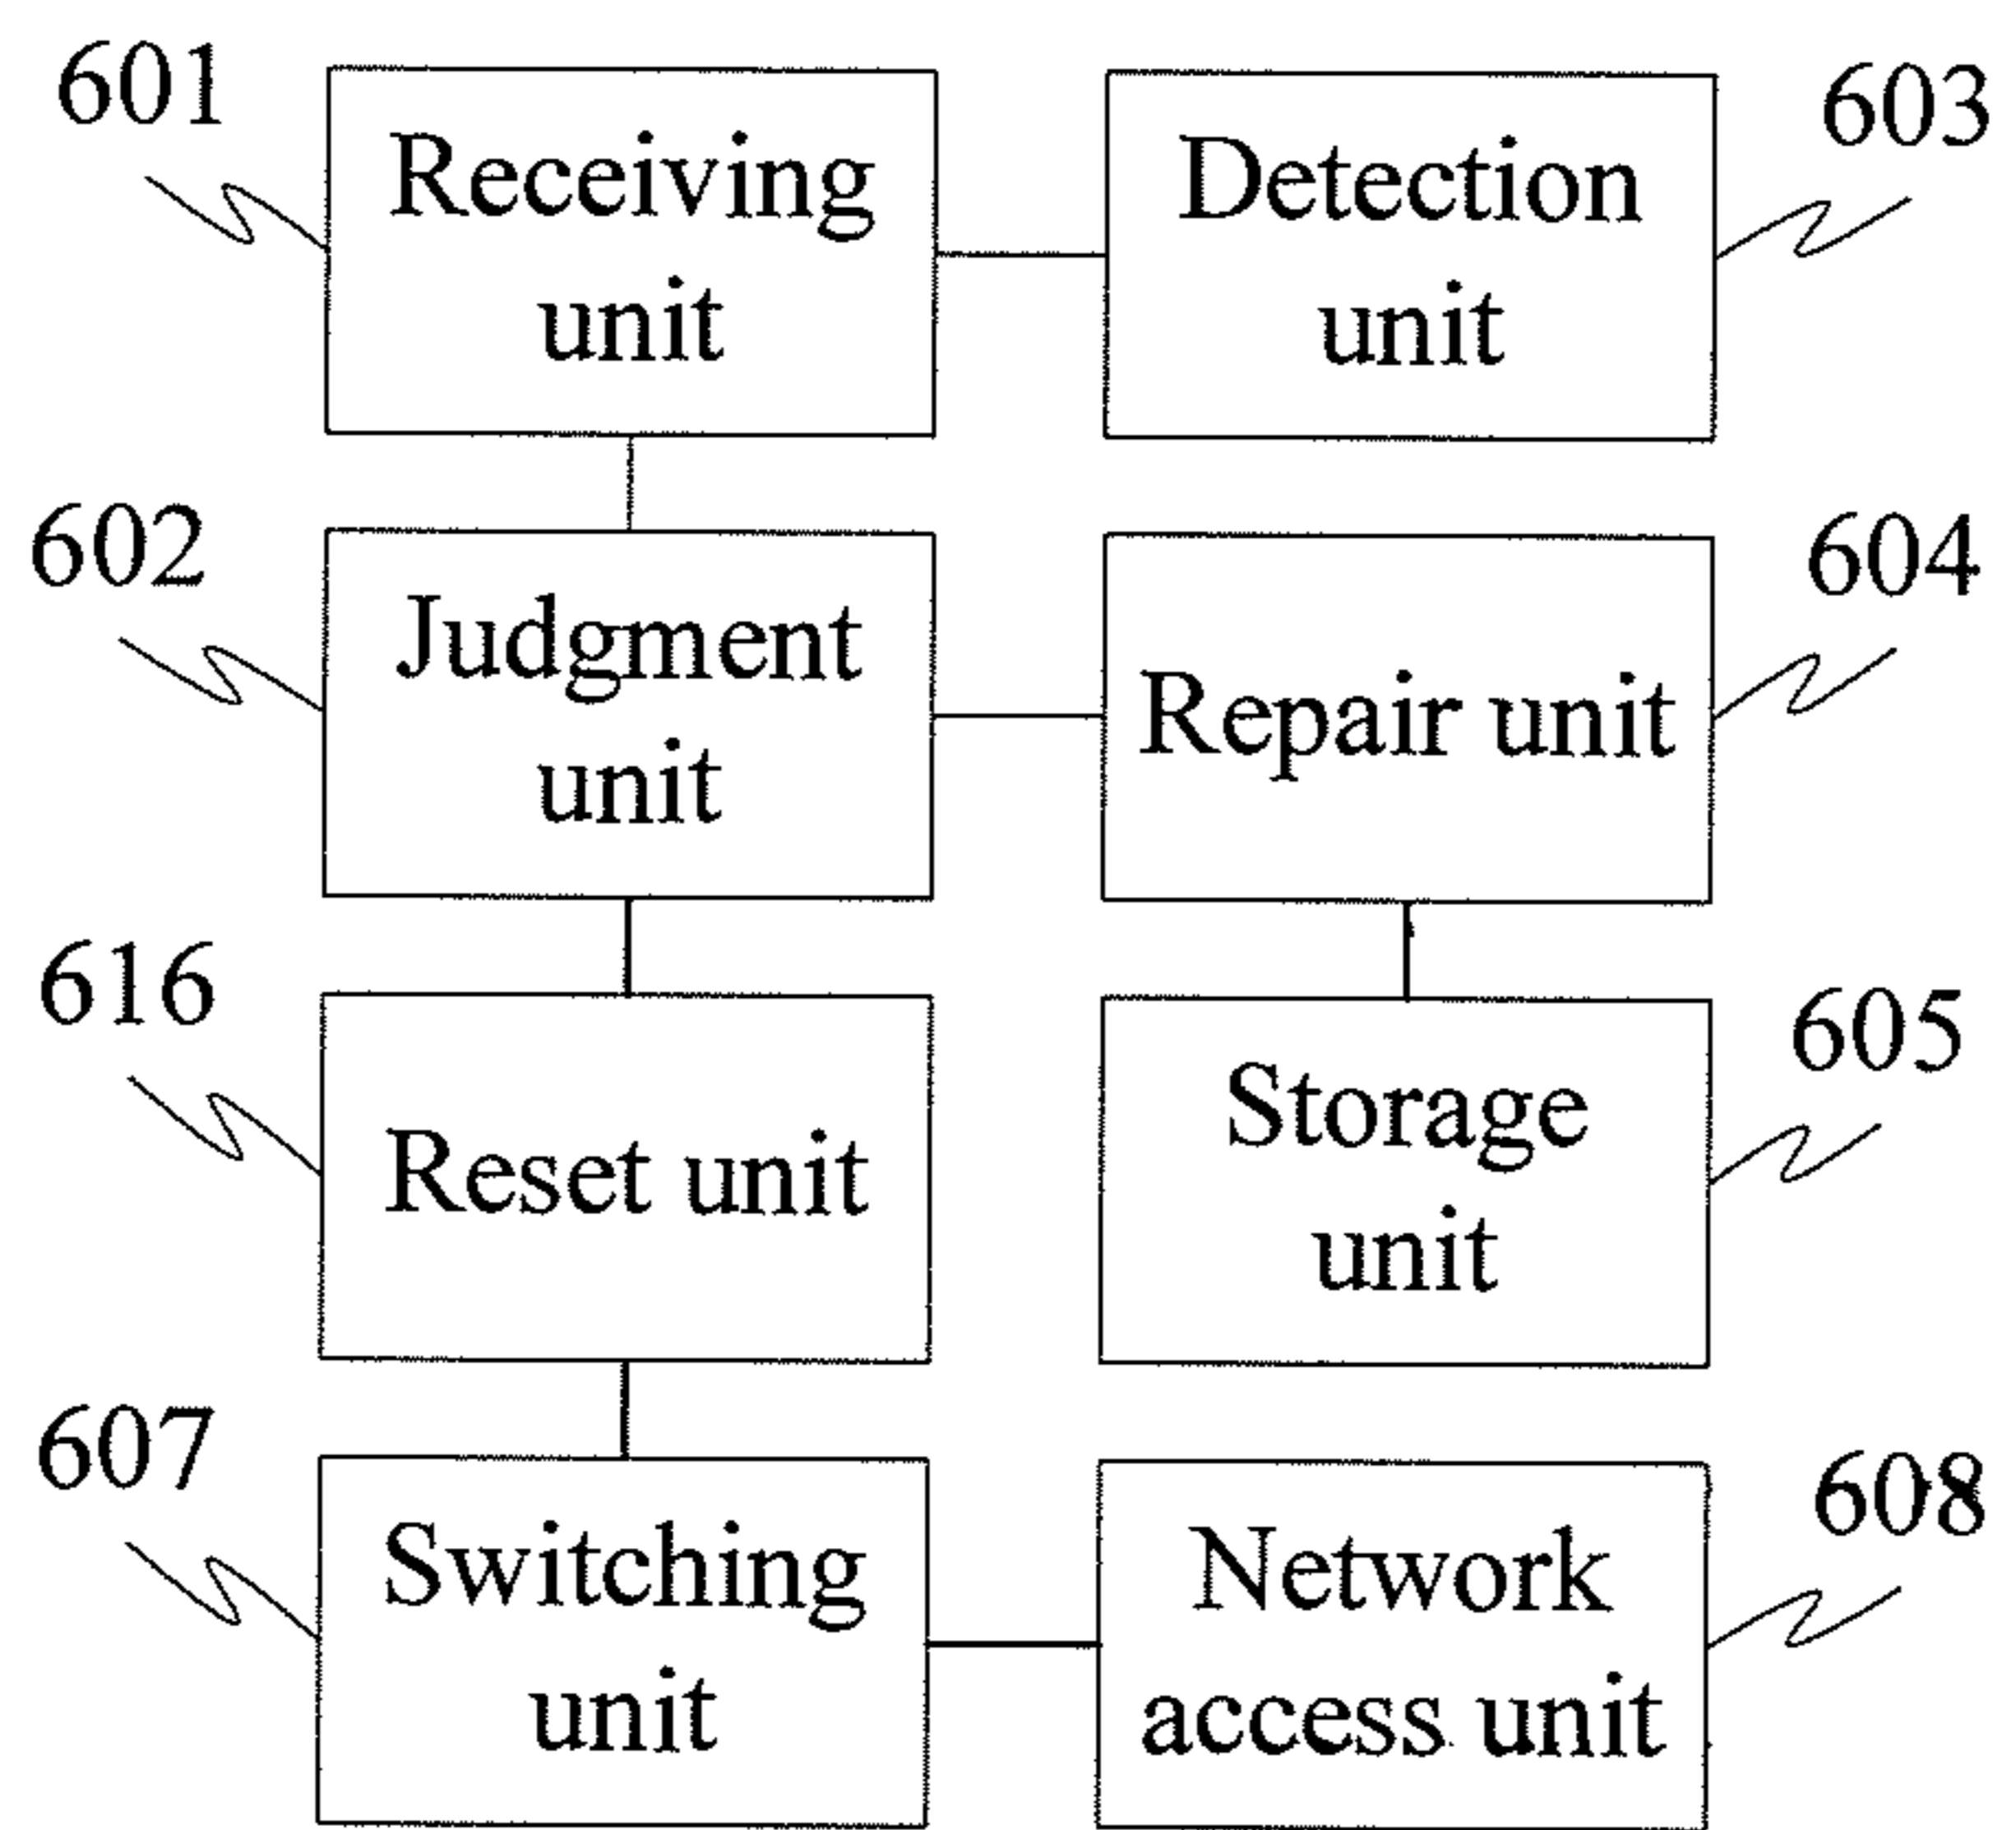 601
Receiving
unit
Detection
unit
603
602
Judgment
unit
Repair unit
604
616
Reset unit
Storage
unit
605
607
Switching
unit
Network
access unit
608